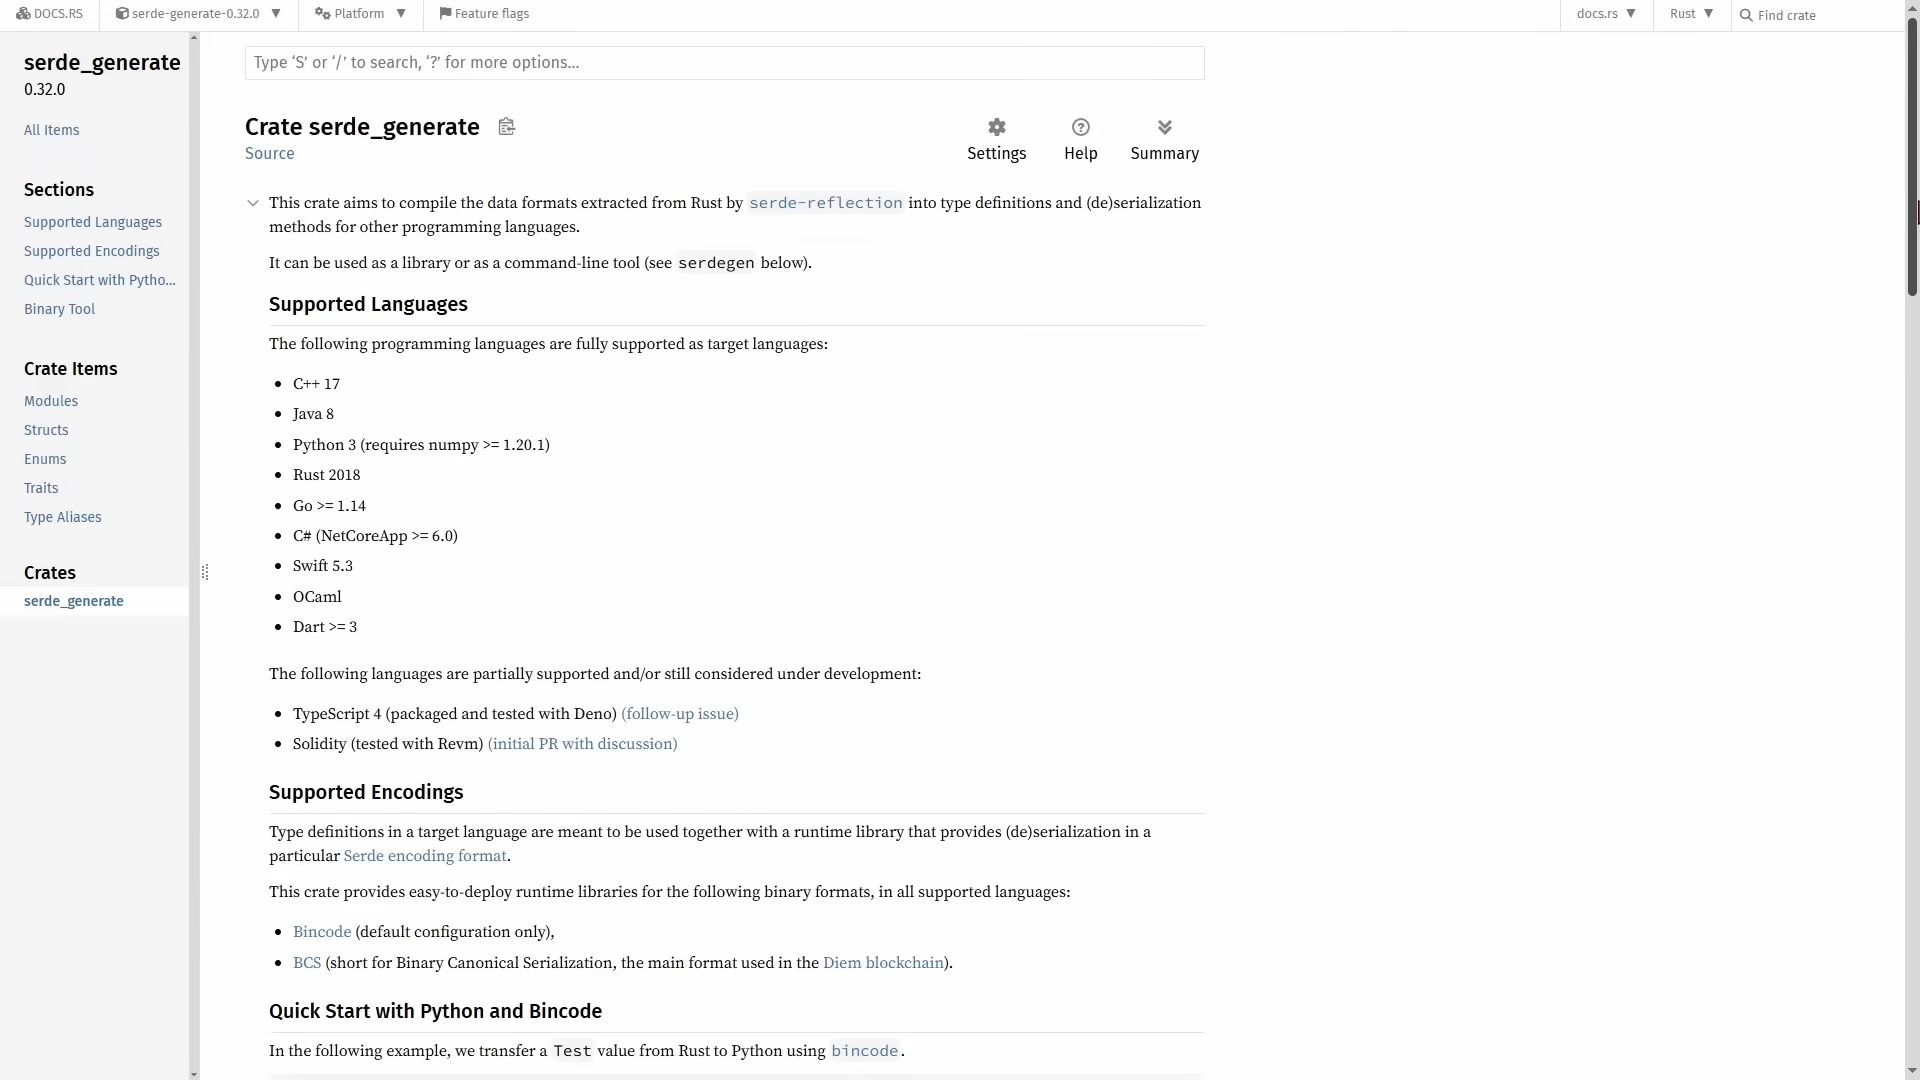 DOCS.RS
serde-generate-0.32.0
Platform
Feature flags
docs.rs
Rust
Find crate
serde_generate
0.32.0
All Items
Sections
Supported Languages
Supported Encodings
Quick Start with Pytho...
Binary Tool
Crate Items
Modules
Structs
Enums
Traits
Type Aliases
Crates
serde_generate
Type ‘S’ or ‘/’ to search, ‘?’ for more options…
Crate serde_generate
Source
Settings
Help
Summary
This crate aims to compile the data formats extracted from Rust by serde-reflection into type definitions and (de)serialization
methods for other programming languages.
It can be used as a library or as a command-line tool (see serdegen below).
Supported Languages
The following programming languages are fully supported as target languages:
• C++ 17
• Java 8
• Python 3 (requires numpy >= 1.20.1)
• Rust 2018
• Go >= 1.14
• C# (NetCoreApp >= 6.0)
• Swift 5.3
• OCaml
• Dart >= 3
The following languages are partially supported and/or still considered under development:
• TypeScript 4 (packaged and tested with Deno) (follow-up issue)
• Solidity (tested with Revm) (initial PR with discussion)
Supported Encodings
Type definitions in a target language are meant to be used together with a runtime library that provides (de)serialization in a
particular Serde encoding format.
This crate provides easy-to-deploy runtime libraries for the following binary formats, in all supported languages:
• Bincode (default configuration only),
• BCS (short for Binary Canonical Serialization, the main format used in the Diem blockchain).
Quick Start with Python and Bincode
In the following example, we transfer a Test value from Rust to Python using bincode.